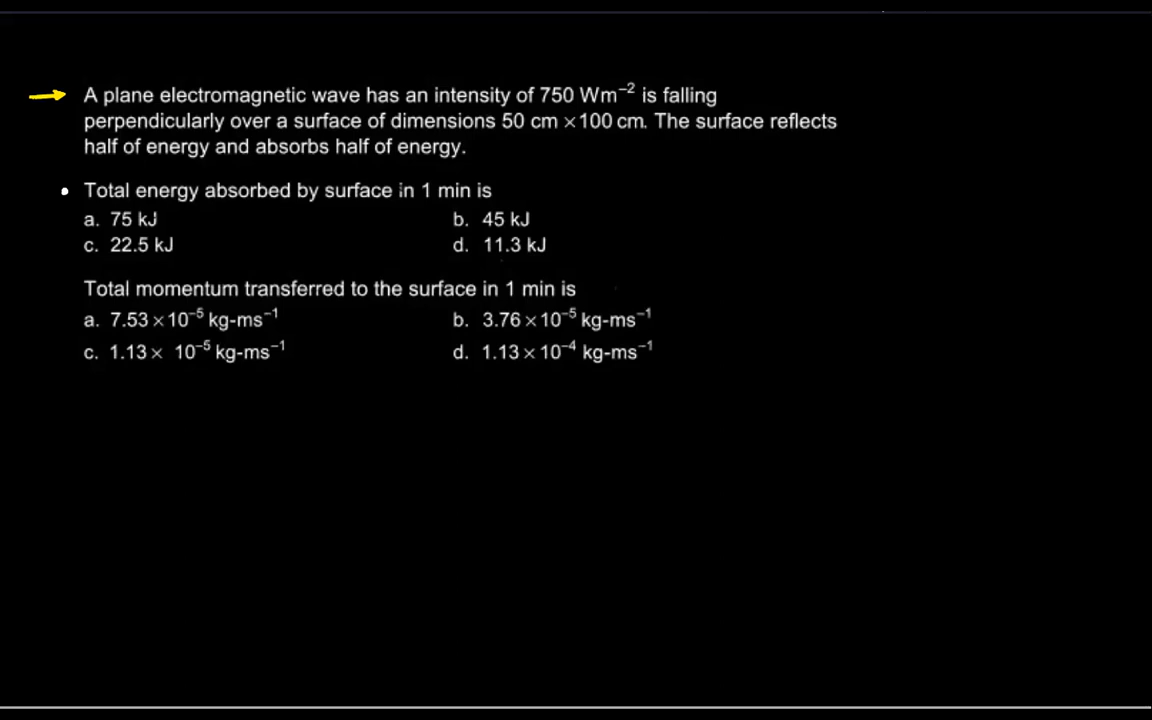 A plane electromagnetic wave has an intensity of 750 Wm⁻² is falling
perpendicularly over a surface of dimensions 50 cm ×100 cm. The surface reflects
half of energy and absorbs half of energy.
• Total energy absorbed by surface in 1 min is
a. 75 kJ b. 45 kJ
c. 22.5 kJ d. 11.3 kJ
Total momentum transferred to the surface in 1 min is
a. 7.53 ×10⁻⁵ kg-ms⁻¹ b. 3.76 ×10⁻⁵ kg-ms⁻¹
c. 1.13 × 10⁻⁵ kg-ms⁻¹ d. 1.13 × 10⁻⁴ kg-ms⁻¹